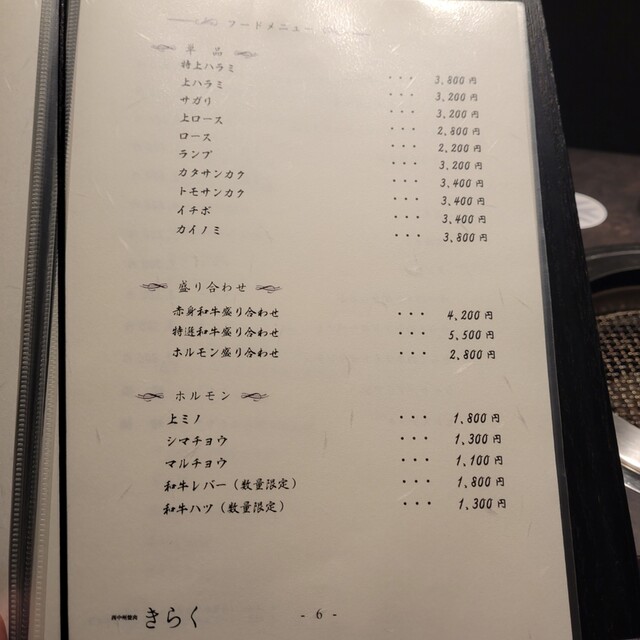 フードメニュー
単品
特上ハラミ ・・・ 3,800円
上ハラミ ・・・ 3,200円
サガリ ・・・ 3,200円
上ロース ・・・ 2,800円
ロース ・・・ 2,200円
ランプ ・・・ 3,200円
カタサンカク ・・・ 3,400円
トモサンカク ・・・ 3,400円
イチボ ・・・ 3,400円
カイノミ ・・・ 3,800円
盛り合わせ
赤身和牛盛り合わせ ・・・ 4,200円
特選和牛盛り合わせ ・・・ 5,500円
ホルモン盛り合わせ ・・・ 2,800円
ホルモン
上ミノ ・・・ 1,800円
シマチョウ ・・・ 1,300円
マルチョウ ・・・ 1,100円
和牛レバー(数量限定) ・・・ 1,800円
和牛ハツ(数量限定) ・・・ 1,300円
西中洲焼肉 きらく - 6 -